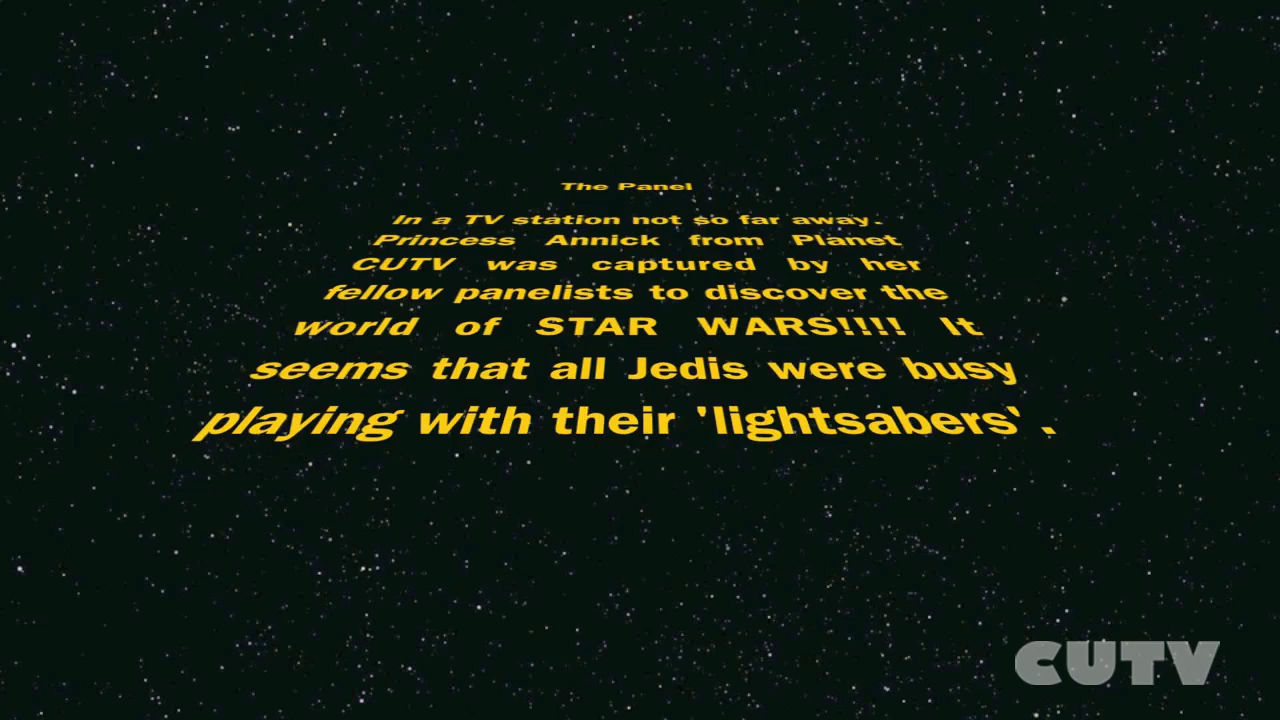 The Panel
In a TV station not so far away.
Princess Annick from Planet
CUTV was captured by her
fellow panelists to discover the
world of STAR WARS!!!! It
seems that all Jedis were busy
playing with their 'lightsabers' .
CUTV